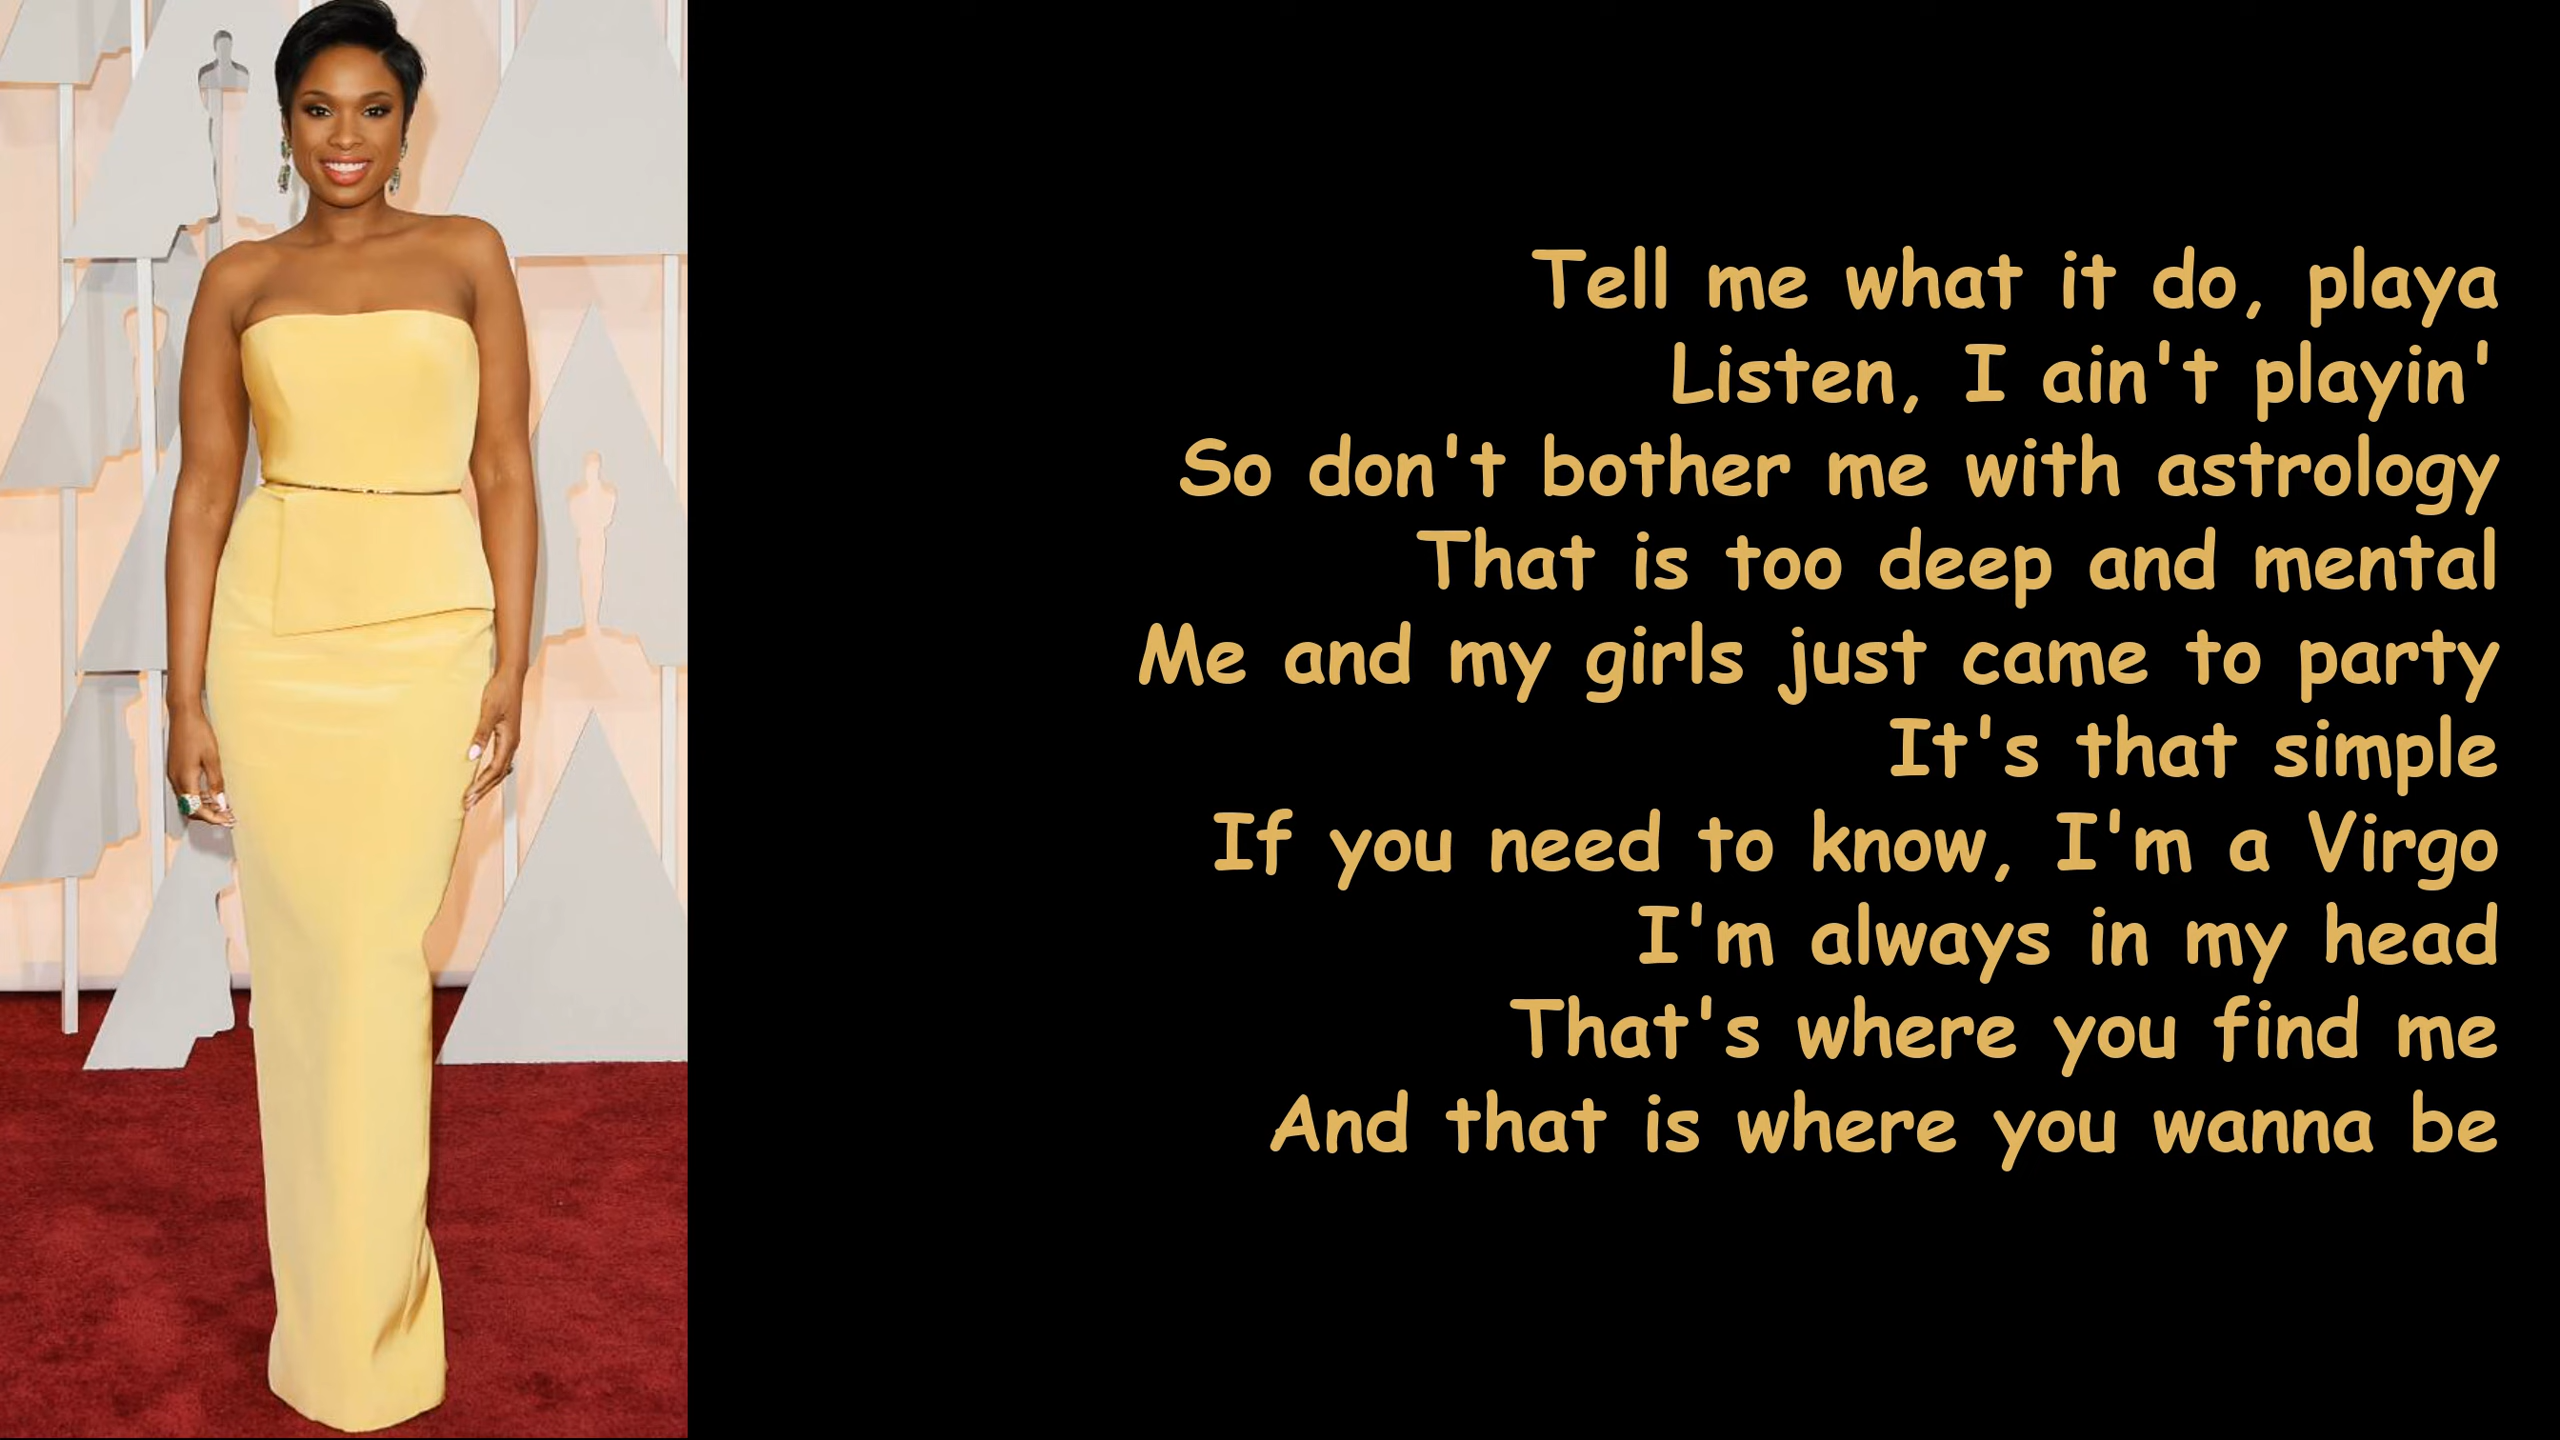 Tell me what it do, playa
Listen, I ain't playin'
So don't bother me with astrology
That is too deep and mental
Me and my girls just came to party
It's that simple
If you need to know, I'm a Virgo
I'm always in my head
That's where you find me
And that is where you wanna be